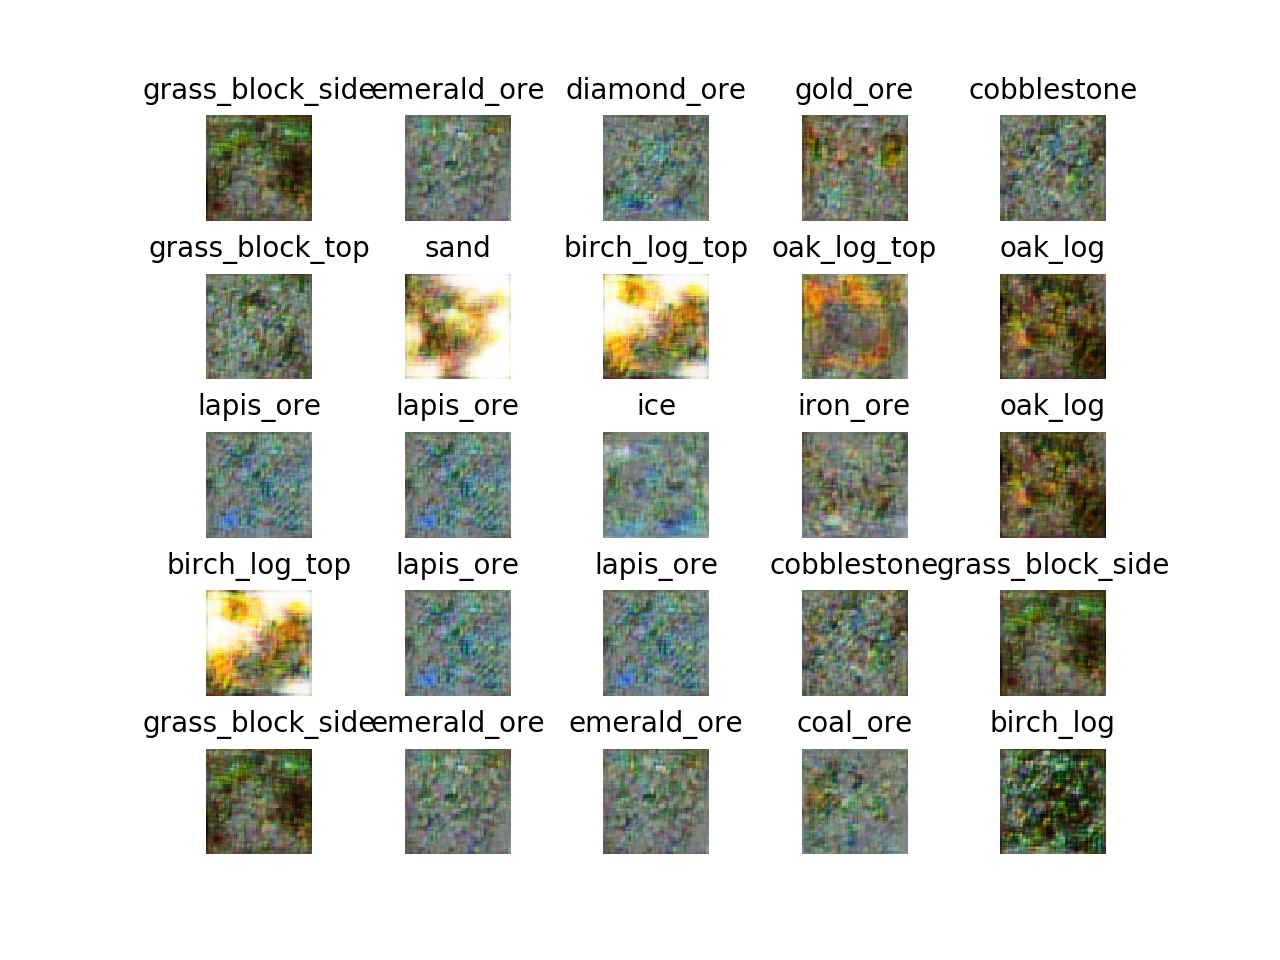 grass_block_side emerald_ore diamond_ore gold_ore cobblestone
grass_block_top sand birch_log_top oak_log_top oak_log
lapis_ore lapis_ore ice iron_ore oak_log
birch_log_top lapis_ore lapis_ore cobblestone grass_block_side
grass_block_side emerald_ore emerald_ore coal_ore birch_log